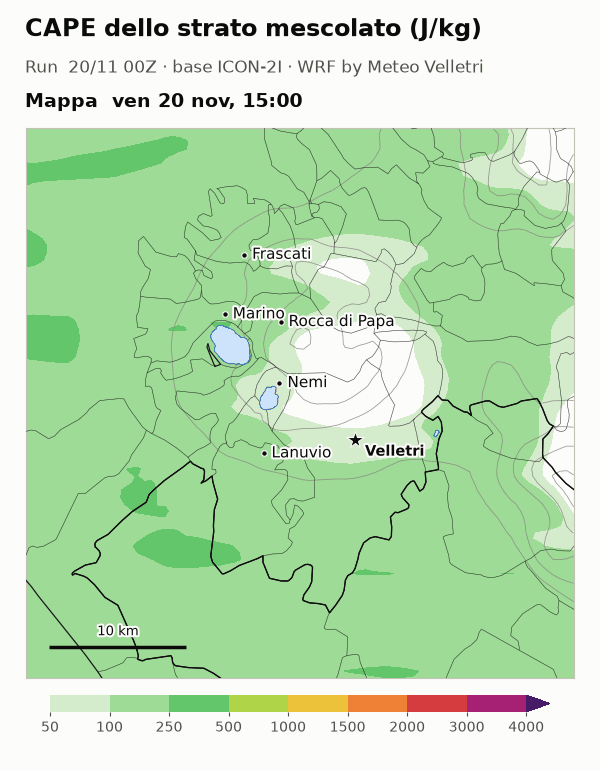 CAPE dello strato mescolato (J/kg)
Run  20/11 00Z · base ICON-2I · WRF by Meteo Velletri
Mappa  ven 20 nov, 15:00
Frascati
Marino
Rocca di Papa
Nemi
Velletri
Lanuvio
10 km
50 100 250 500 1000 1500 2000 3000 4000